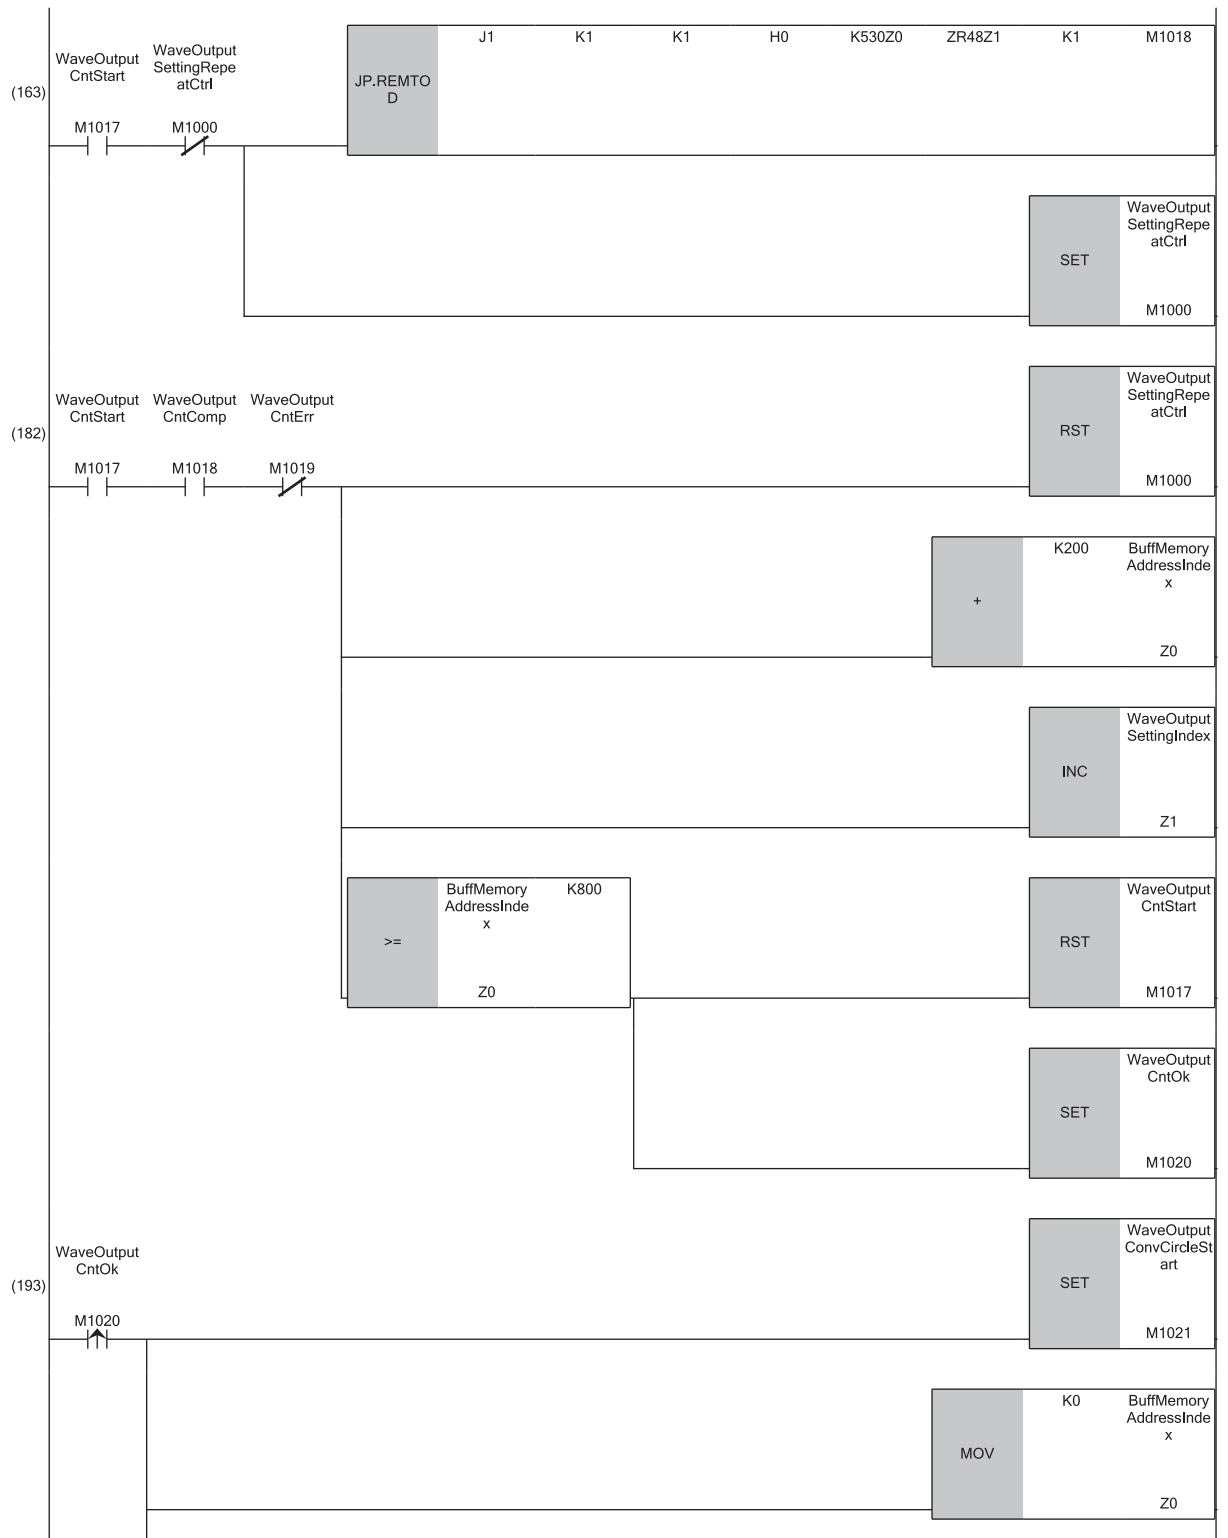 J1 K1 K1 H0 K530Z0 ZR48Z1 K1 M1018
WaveOutput
CntStart
WaveOutput
SettingRepe
atCtrl
(163)
JP.REMTO
D
M1017 M1000
WaveOutput
SettingRepe
atCtrl
SET
M1000
WaveOutput
CntStart
WaveOutput
CntComp
WaveOutput
CntErr
WaveOutput
SettingRepe
atCtrl
(182)
RST
M1017 M1018 M1019
M1000
K200
BuffMemory
AddressInde
x
+
Z0
WaveOutput
SettingIndex
INC
Z1
BuffMemory
AddressInde
x
K800
>=
Z0
WaveOutput
CntStart
RST
M1017
WaveOutput
CntOk
SET
M1020
WaveOutput
CntOk
WaveOutput
ConvCircleSt
art
(193)
SET
M1020
M1021
K0
BuffMemory
AddressInde
x
MOV
Z0